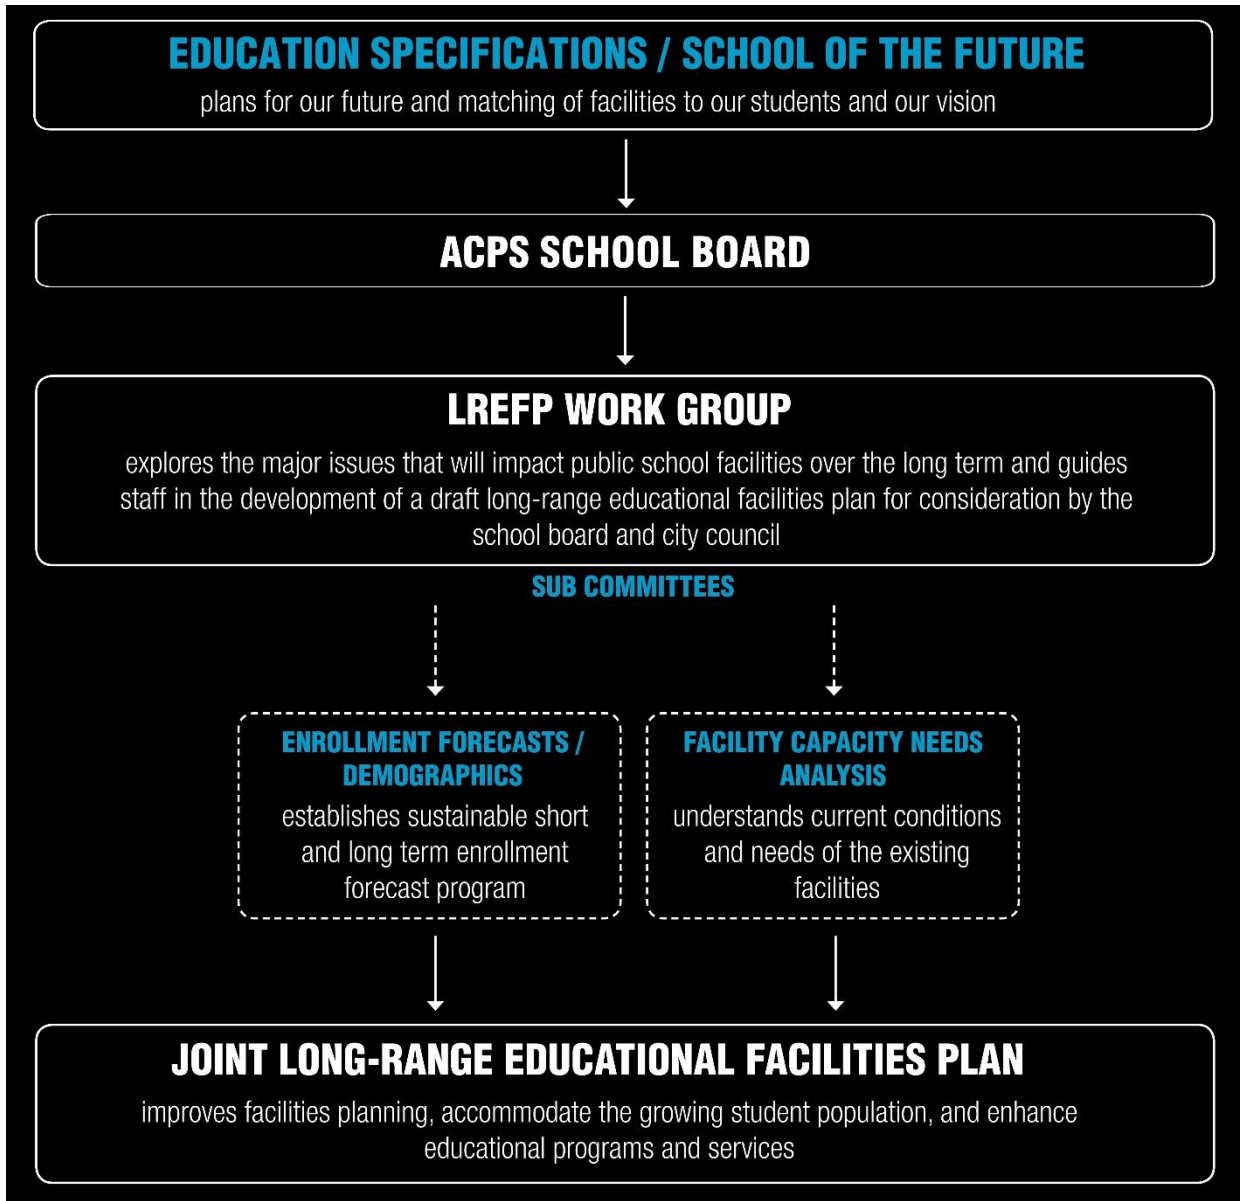 EDUCATION SPECIFICATIONS / SCHOOL OF THE FUTURE
plans for our future and matching of facilities to our students and our vision
ACPS SCHOOL BOARD
LREFP WORK GROUP
explores the major issues that will impact public school facilities over the long term and guides
staff in the development of a draft long-range educational facilities plan for consideration by the
school board and city council
SUB COMMITTEES
ENROLLMENT FORECASTS /
DEMOGRAPHICS
establishes sustainable short
and long term enrollment
forecast program
FACILITY CAPACITY NEEDS
ANALYSIS
understands current conditions
and needs of the existing
facilities
JOINT LONG-RANGE EDUCATIONAL FACILITIES PLAN
improves facilities planning, accommodate the growing student population, and enhance
educational programs and services